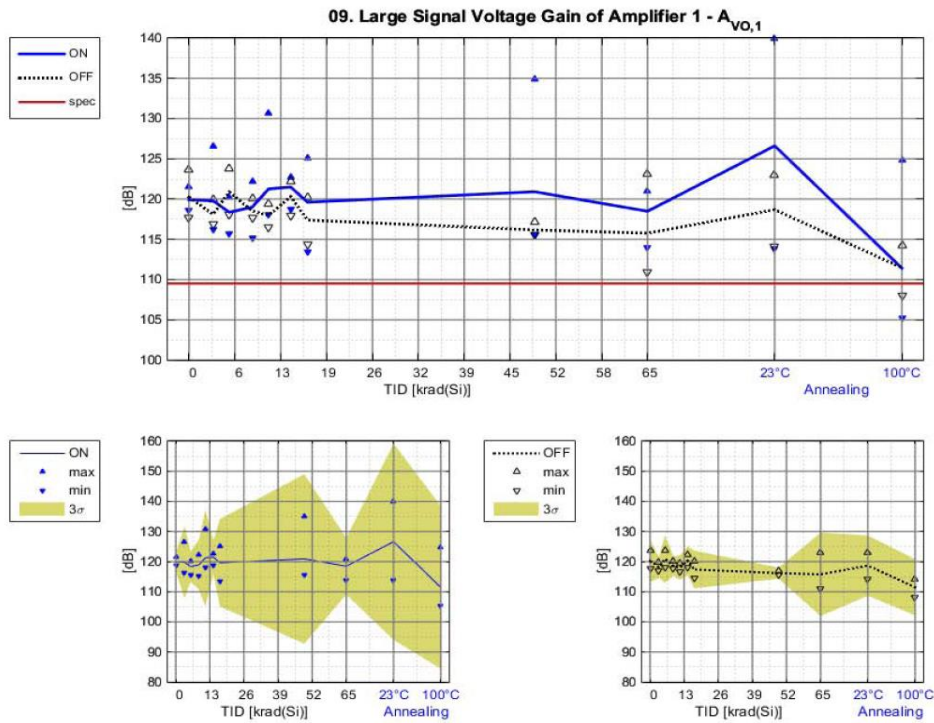 09. Large Signal Voltage Gain of Amplifier 1 - A_VO,1
ON
OFF
spec
[dB]
140
135
130
125
120
115
110
105
100
0 6 13 19 26 32 39 45 48 52 58 65 23°C 100°C
TID [krad(Si)]
Annealing
ON
max
min
3σ
[dB]
160
150
140
130
120
110
100
90
80
0 13 26 39 52 65 23°C 100°C
TID [krad(Si)]
Annealing
OFF
max
min
3σ
[dB]
160
150
140
130
120
110
100
90
80
0 13 26 39 52 65 23°C 100°C
TID [krad(Si)]
Annealing